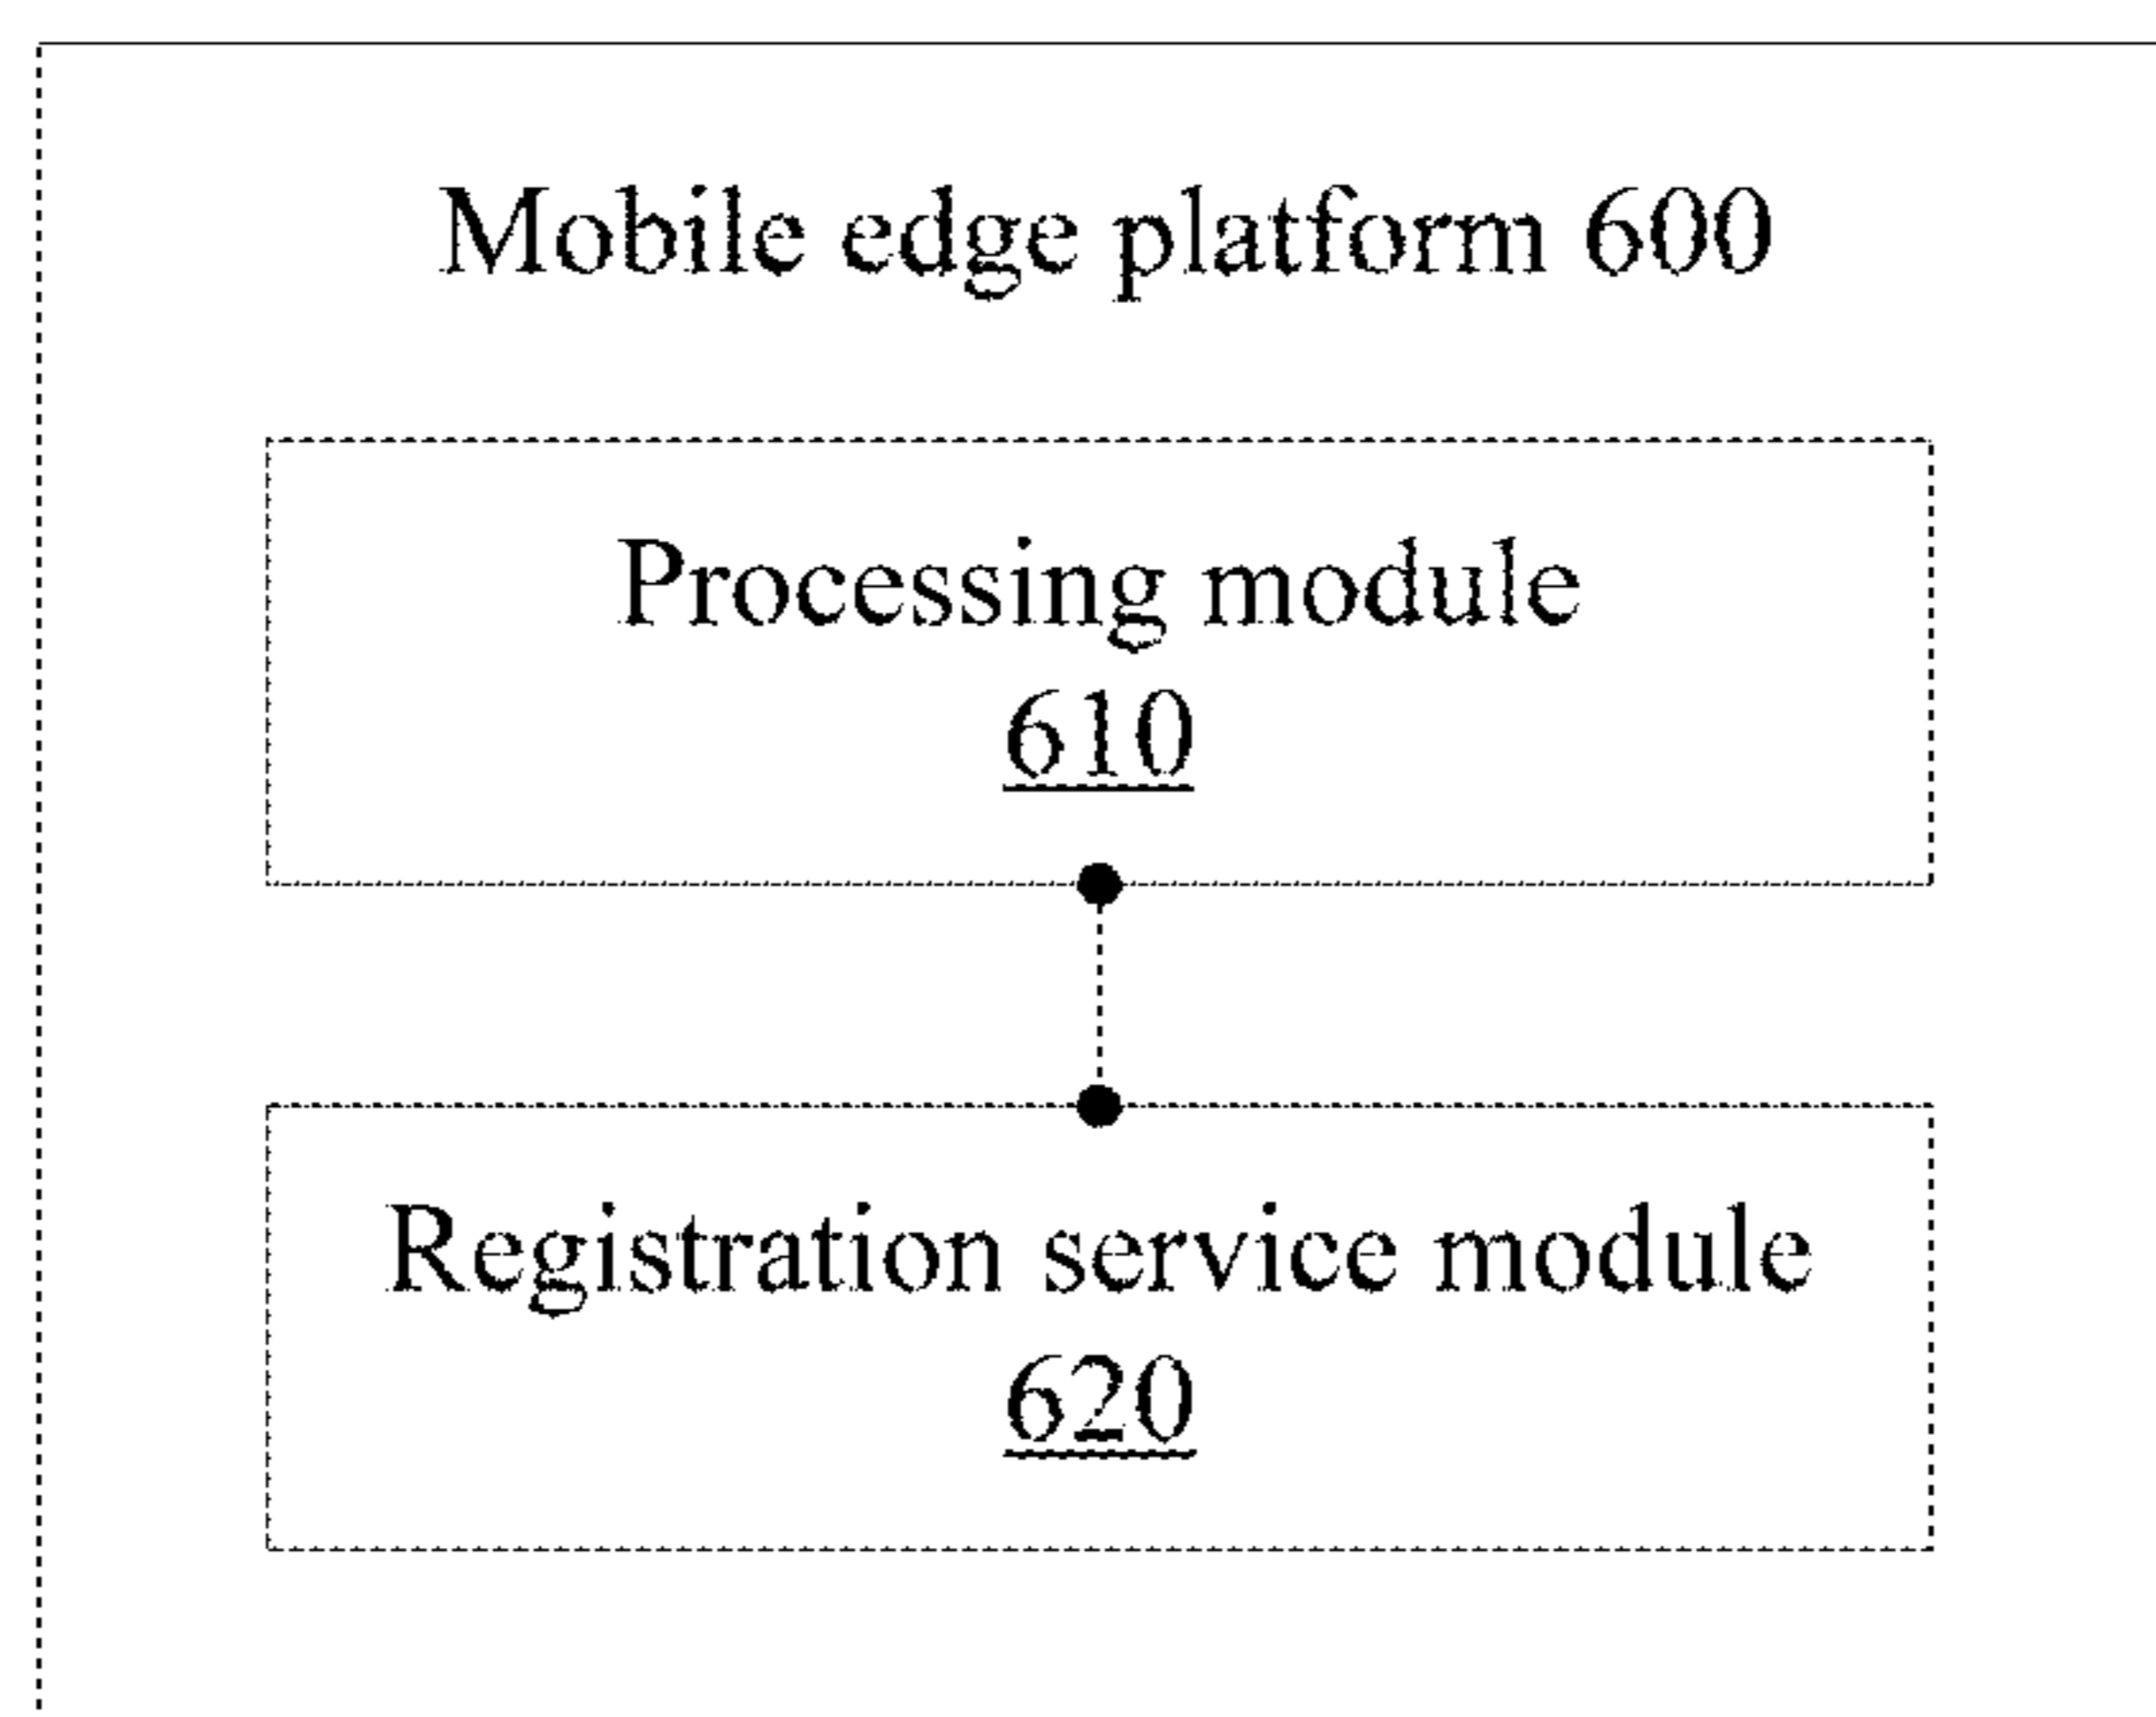 Mobile edge platform 600
Processing module
610
Registration service module
620